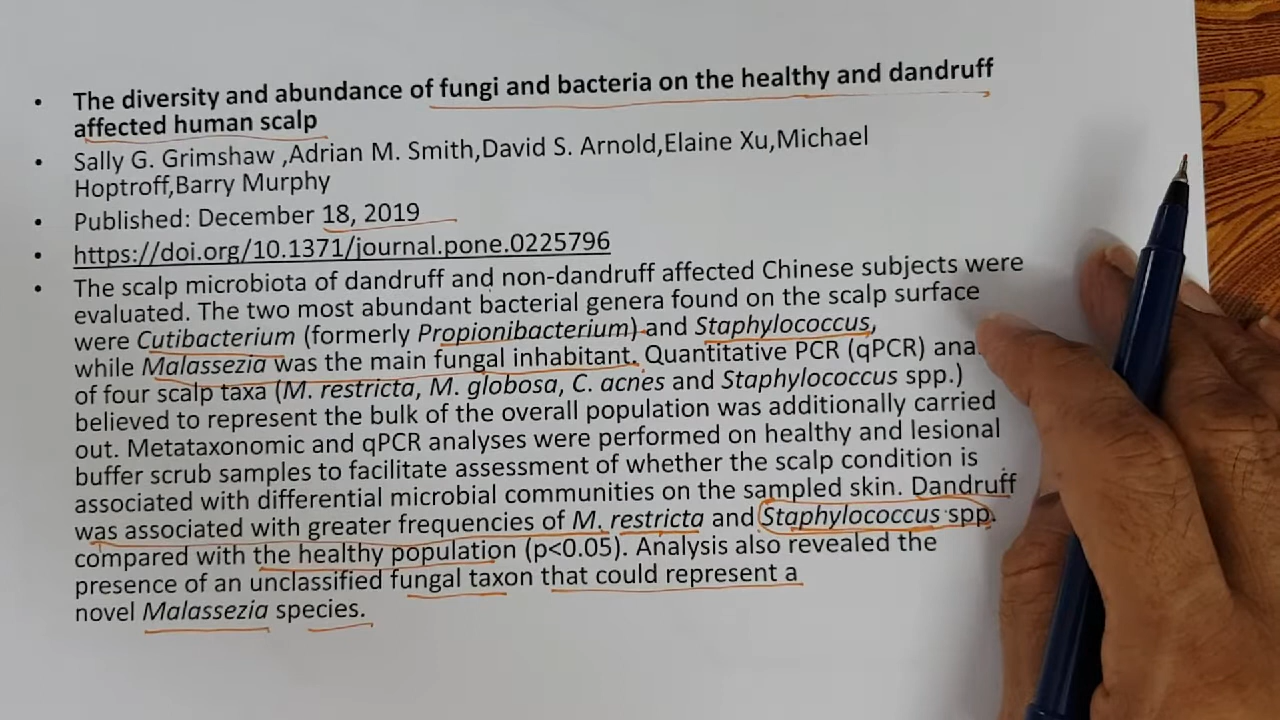 • The diversity and abundance of fungi and bacteria on the healthy and dandruff
affected human scalp
• Sally G. Grimshaw ,Adrian M. Smith,David S. Arnold,Elaine Xu,Michael
Hoptroff,Barry Murphy
• Published: December 18, 2019
• https://doi.org/10.1371/journal.pone.0225796
• The scalp microbiota of dandruff and non-dandruff affected Chinese subjects were
evaluated. The two most abundant bacterial genera found on the scalp surface
were Cutibacterium (formerly Propionibacterium) and Staphylococcus,
while Malassezia was the main fungal inhabitant. Quantitative PCR (qPCR)
of four scalp taxa (M. restricta, M. globosa, C. acnes and Staphylococcus spp.)
believed to represent the bulk of the overall population was additionally carried
out. Metataxonomic and qPCR analyses were performed on healthy and lesional
buffer scrub samples to facilitate assessment of whether the scalp condition is
associated with differential microbial communities on the sampled skin. Dandruff
was associated with greater frequencies of M. restricta and Staphylococcus spp.
compared with the healthy population (p<0.05). Analysis also revealed the
presence of an unclassified fungal taxon that could represent a
novel Malassezia species.